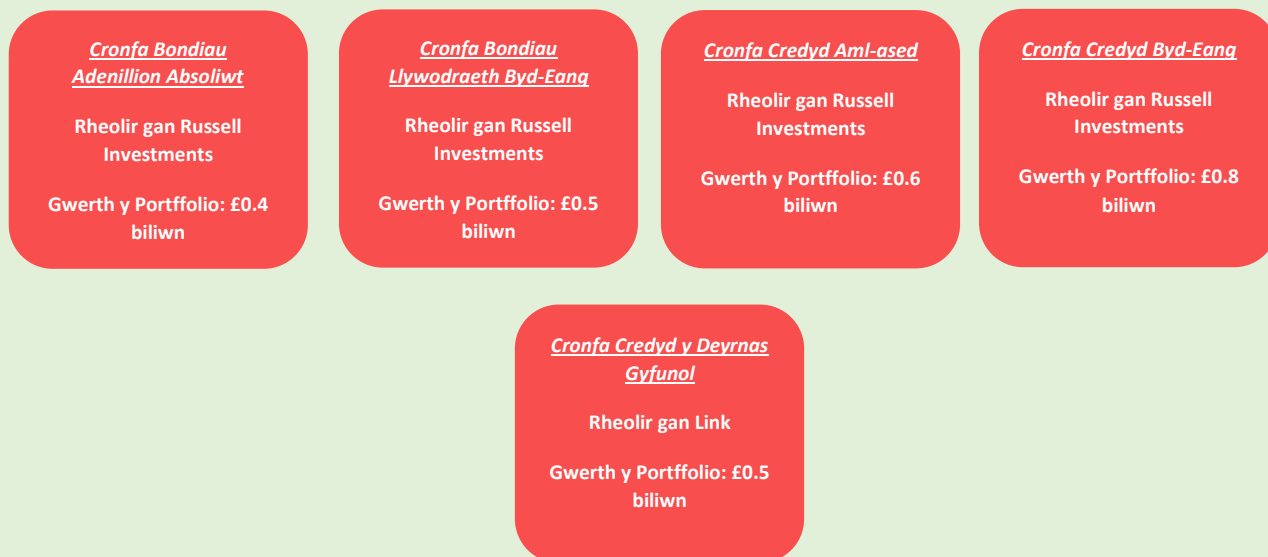 Cronfa Bondiau
Adenillion Absoliwt
Rheolir gan Russell
Investments
Gwerth y Portffolio: £0.4
biliwn
Cronfa Bondiau
Llywodraeth Byd-Eang
Rheolir gan Russell
Investments
Gwerth y Portffolio: £0.5
biliwn
Cronfa Credyd Aml-ased
Rheolir gan Russell
Investments
Gwerth y Portffolio: £0.6
biliwn
Cronfa Credyd Byd-Eang
Rheolir gan Russell
Investments
Gwerth y Portffolio: £0.8
biliwn
Cronfa Credyd y Deyrnas
Gyfunol
Rheolir gan Link
Gwerth y Portffolio: £0.5
biliwn